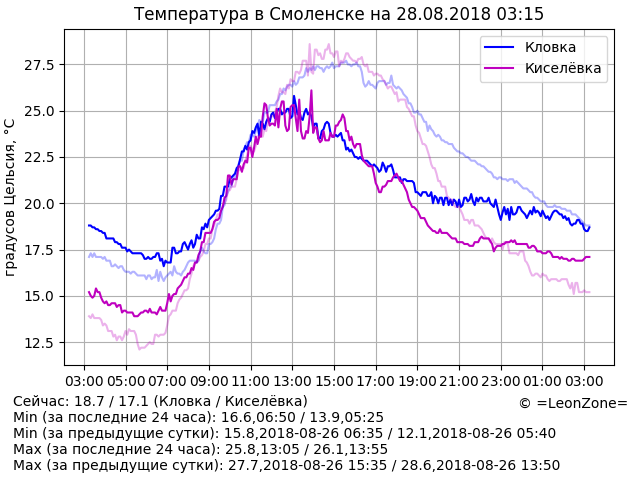 Температура в Смоленске на 28.08.2018 03:15
Кловка
Киселёвка
градусов Цельсия, °C
27.5
25.0
22.5
20.0
17.5
15.0
12.5
03:00 05:00 07:00 09:00 11:00 13:00 15:00 17:00 19:00 21:00 23:00 01:00 03:00
Сейчас: 18.7 / 17.1 (Кловка / Киселёвка)
© =LeonZone=
Min (за последние 24 часа): 16.6,06:50 / 13.9,05:25
Min (за предыдущие сутки): 15.8,2018-08-26 06:35 / 12.1,2018-08-26 05:40
Max (за последние 24 часа): 25.8,13:05 / 26.1,13:55
Max (за предыдущие сутки): 27.7,2018-08-26 15:35 / 28.6,2018-08-26 13:50